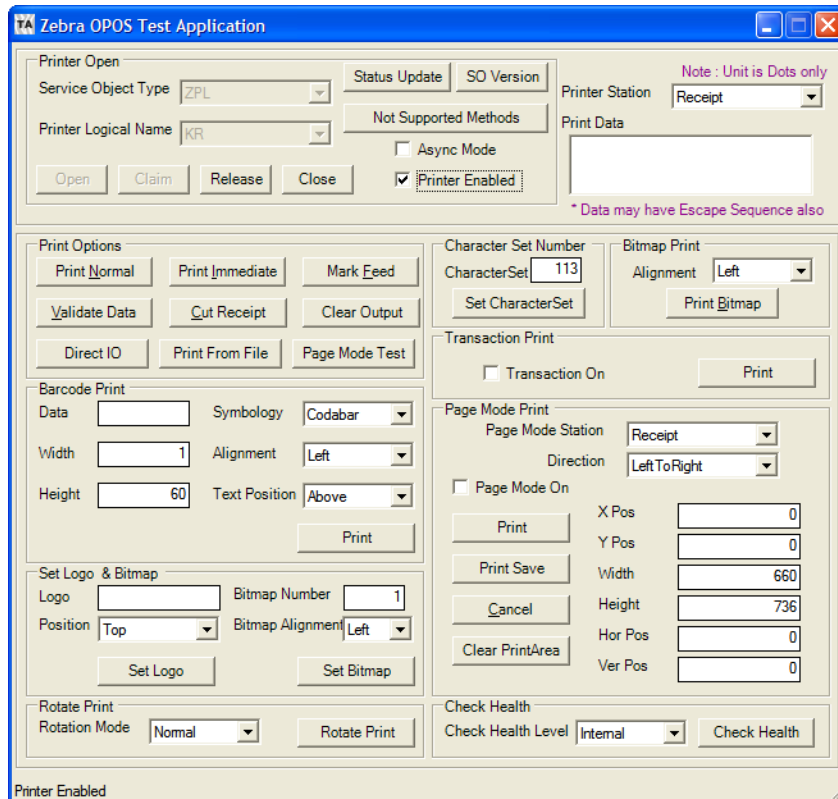 TA Zebra OPOS Test Application
Printer Open
Service Object Type ZPL
Printer Logical Name KR
Open Claim Release Close
Status Update SO Version
Not Supported Methods
Async Mode
Printer Enabled
Note : Unit is Dots only
Printer Station Receipt
Print Data
* Data may have Escape Sequence also
Print Options
Print Normal Print Immediate Mark Feed
Validate Data Cut Receipt Clear Output
Direct IO Print From File Page Mode Test
Character Set Number
CharacterSet 113
Set CharacterSet
Bitmap Print
Alignment Left
Print Bitmap
Transaction Print
Transaction On Print
Barcode Print
Data Symbology Codabar
Width 1 Alignment Left
Height 60 Text Position Above
Print
Page Mode Print
Page Mode Station Receipt
Direction LeftToRight
Page Mode On
Print
Print Save
Cancel
Clear PrintArea
X Pos 0
Y Pos 0
Width 660
Height 736
Hor Pos 0
Ver Pos 0
Set Logo & Bitmap
Logo Bitmap Number 1
Position Top Bitmap Alignment Left
Set Logo Set Bitmap
Rotate Print
Rotation Mode Normal Rotate Print
Check Health
Check Health Level Internal Check Health
Printer Enabled